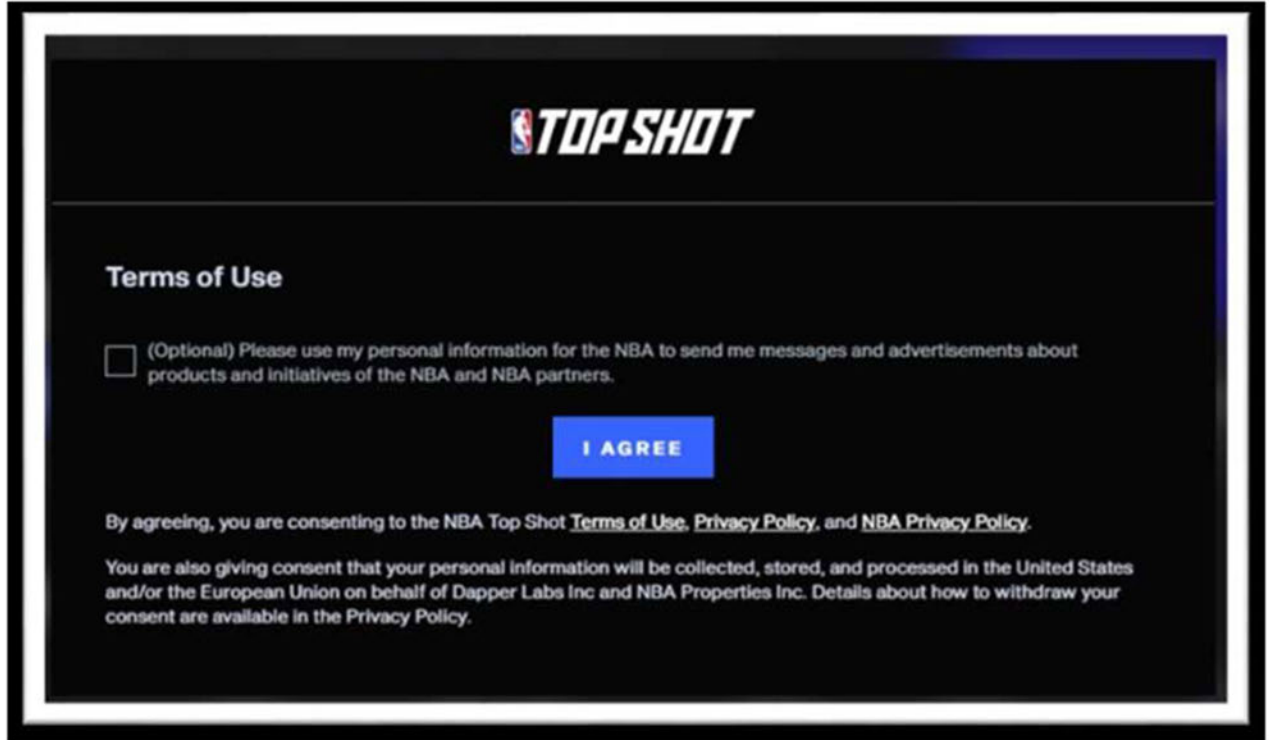 TOP SHOT
Terms of Use
(Optional) Please use my personal information for the NBA to send me messages and advertisements about
products and initiatives of the NBA and NBA partners.
I AGREE
By agreeing, you are consenting to the NBA Top Shot Terms of Use, Privacy Policy, and NBA Privacy Policy.
You are also giving consent that your personal information will be collected, stored, and processed in the United States
and/or the European Union on behalf of Dapper Labs Inc and NBA Properties Inc. Details about how to withdraw your
consent are available in the Privacy Policy.